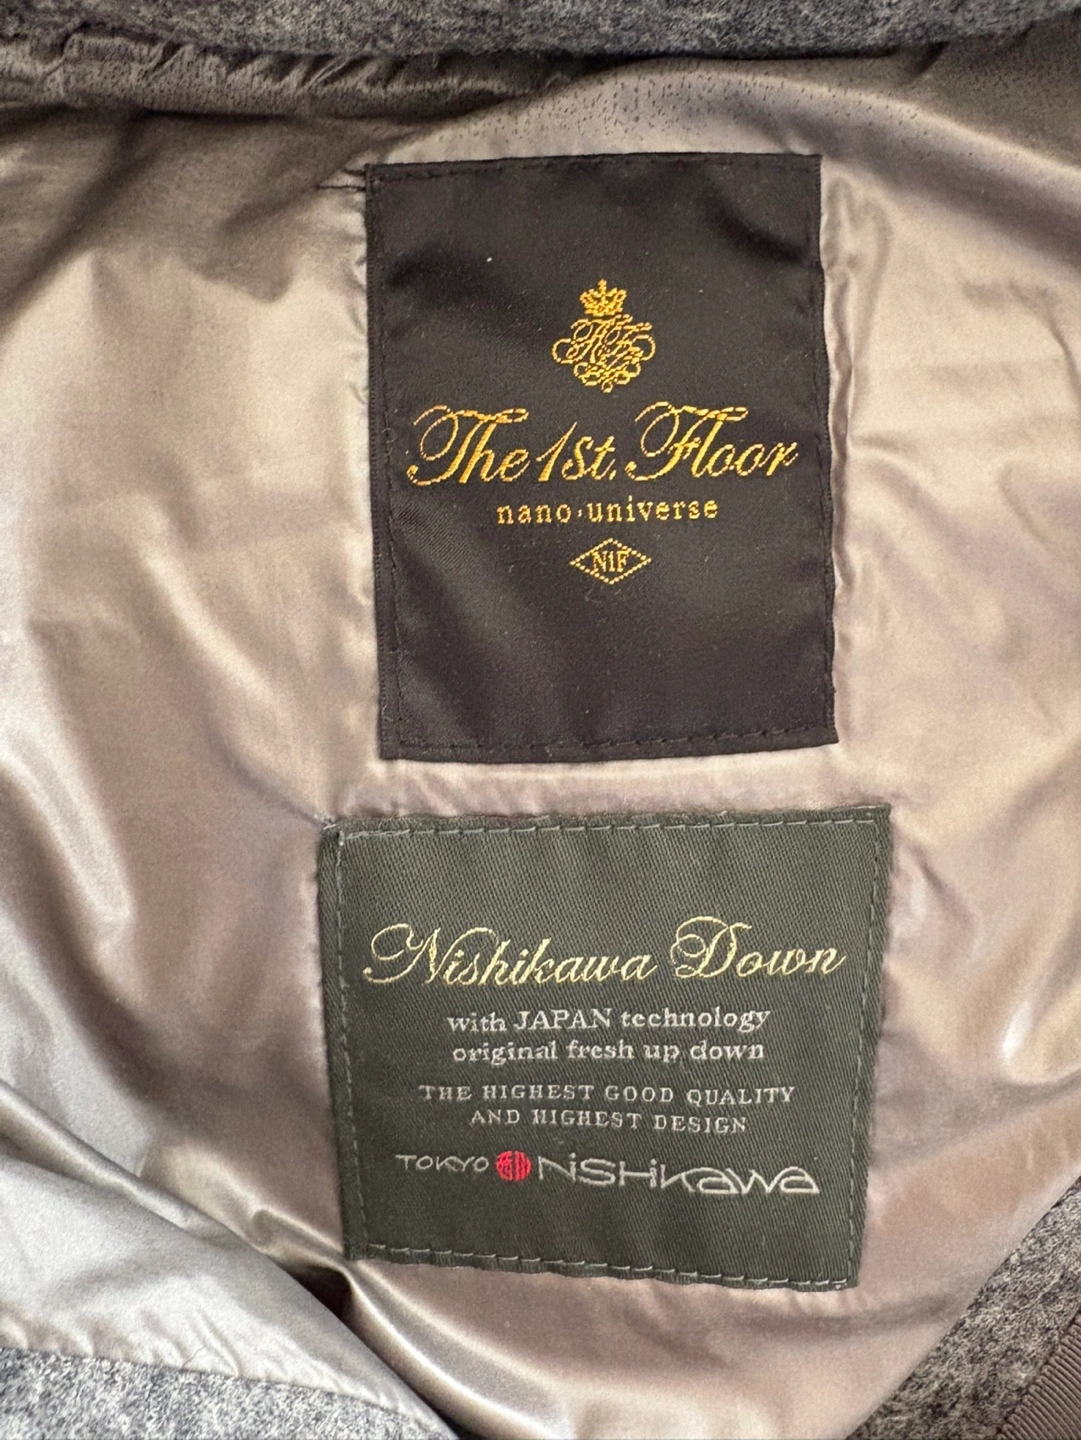 The 1st. Floor
nano·universe
N1F
Nishikawa Down
with JAPAN technology
original fresh up down
THE HIGHEST GOOD QUALITY
AND HIGHEST DESIGN
TOKYO NiSHiKaWa